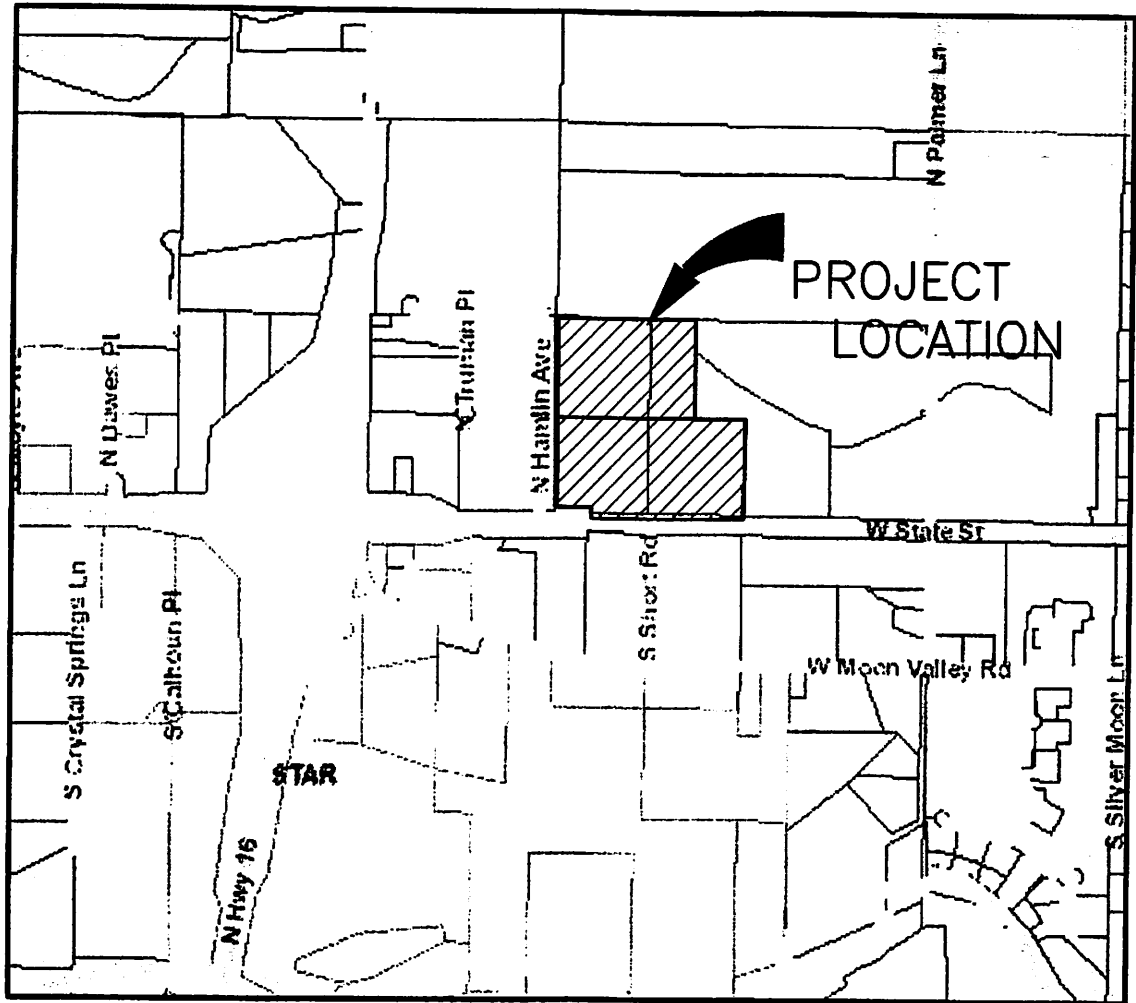 N Palmer Ln
PROJECT
LOCATION
N Truman Pl
N Hamlin Ave
N Dawes Pl
W State St
S Short Rd
S Crystal Springs Ln
S Calhoun Pl
W Moon Valley Rd
S Silver Moon Ln
STAR
N Hwy 16